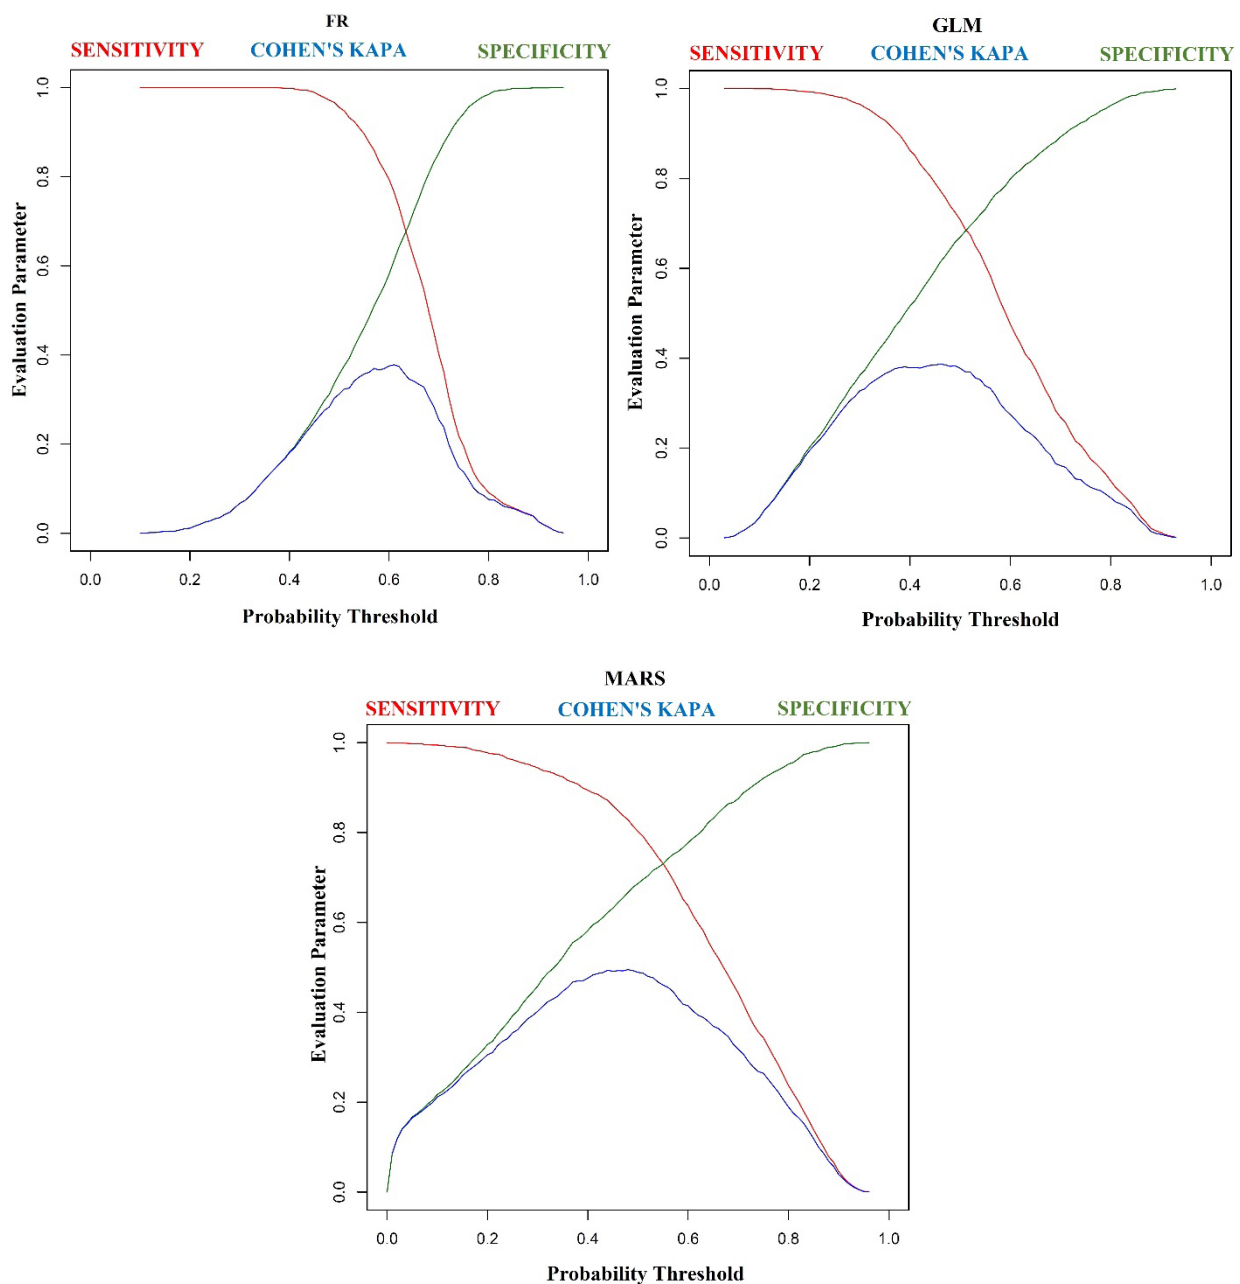 FR
SENSITIVITY COHEN'S KAPA SPECIFICITY
1.0
0.8
0.6
0.4
0.2
0.0
Evaluation Parameter
0.0 0.2 0.4 0.6 0.8 1.0
Probability Threshold
GLM
SENSITIVITY COHEN'S KAPA SPECIFICITY
1.0
0.8
0.6
0.4
0.2
0.0
Evaluation Parameter
0.0 0.2 0.4 0.6 0.8 1.0
Probability Threshold
MARS
SENSITIVITY COHEN'S KAPA SPECIFICITY
1.0
0.8
0.6
0.4
0.2
0.0
Evaluation Parameter
0.0 0.2 0.4 0.6 0.8 1.0
Probability Threshold